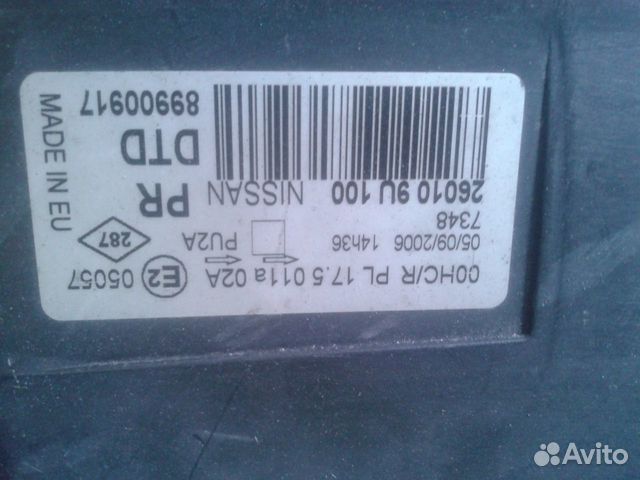 00HC/R PL 17.5 011a 02A
E2
05057
05/09/2006 14h36
PU2A
287
7348
26010 9U 100
NISSAN
PR
DTD
89900917
MADE IN EU
Avito